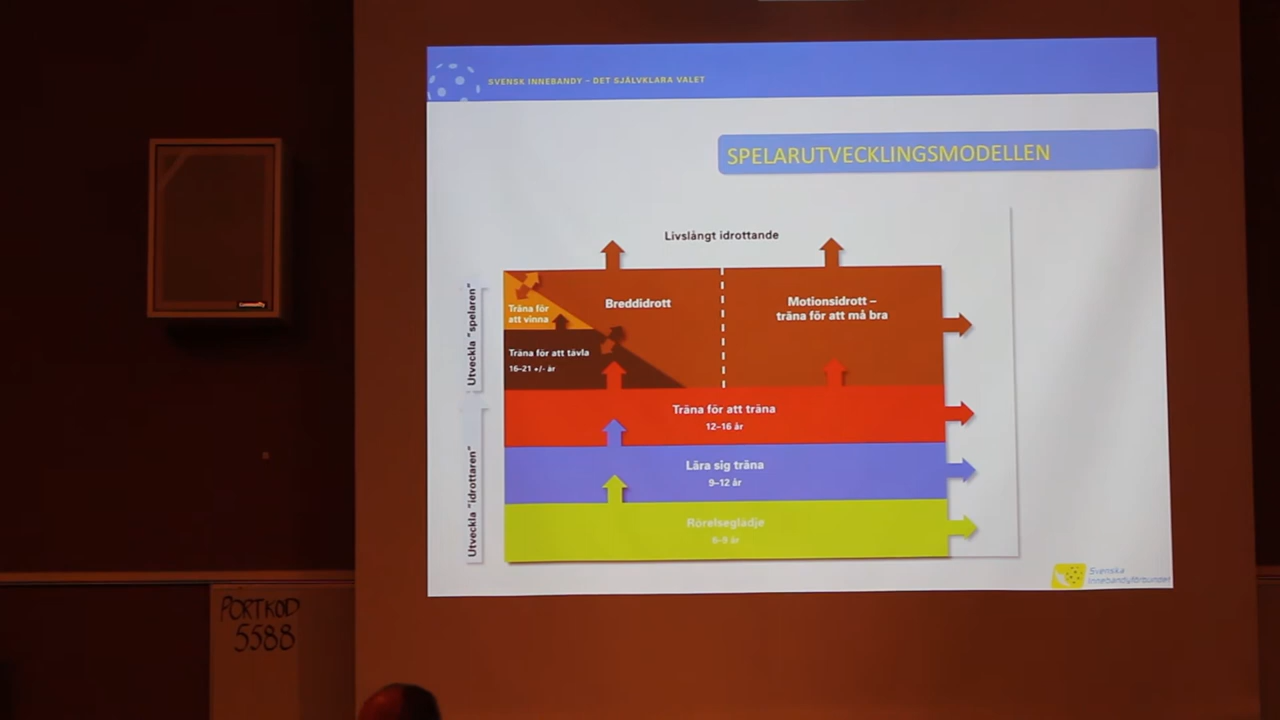 SVENSK INNEBANDY – DET SJÄLVKLARA VALET
SPELARUTVECKLINGSMODELLEN
Livslångt idrottande
Utveckla "spelaren"
Träna för
att vinna
Breddidrott
Motionsidrott –
träna för att må bra
Träna för att tävla
16–21 +/- år
Träna för att träna
12–16 år
Utveckla "idrottaren"
Lära sig träna
9–12 år
Rörelseglädje
6–8 år
Svenska
Innebandyförbundet
PORTKOD
5588
Community